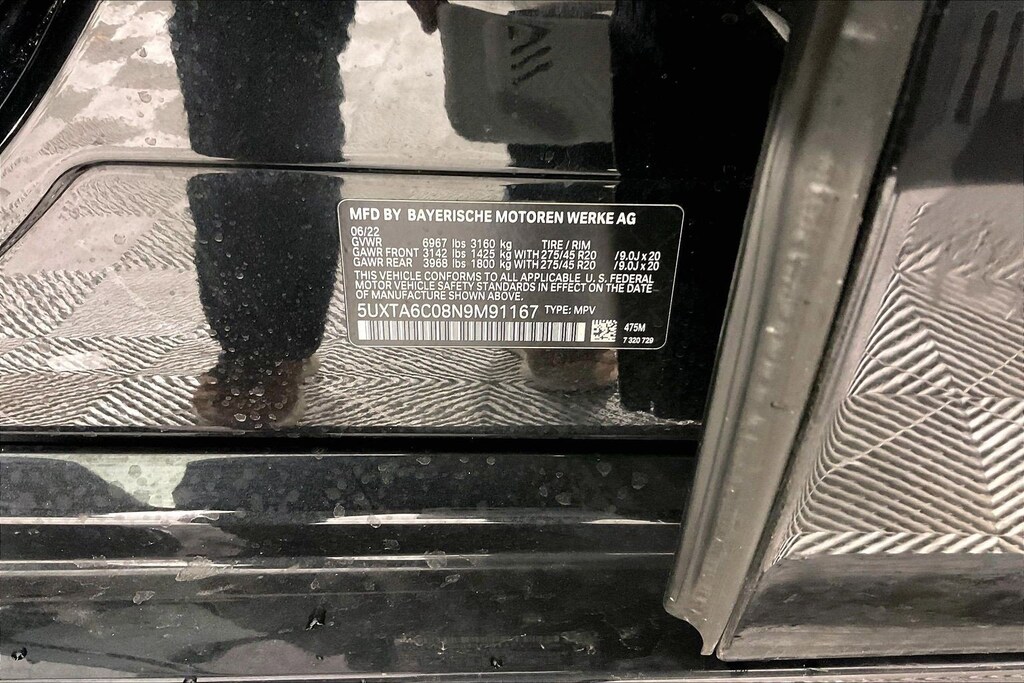 MFD BY BAYERISCHE MOTOREN WERKE AG
06/22
GVWR 6967 lbs 3160 kg TIRE / RIM
GAWR FRONT 3142 lbs 1425 kg WITH 275/45 R20 /9.0J x 20
GAWR REAR 3968 lbs 1800 kg WITH 275/45 R20 /9.0J x 20
THIS VEHICLE CONFORMS TO ALL APPLICABLE U. S. FEDERAL
MOTOR VEHICLE SAFETY STANDARDS IN EFFECT ON THE DATE
OF MANUFACTURE SHOWN ABOVE.
5UXTA6C08N9M91167 TYPE: MPV
475M
7 320 729